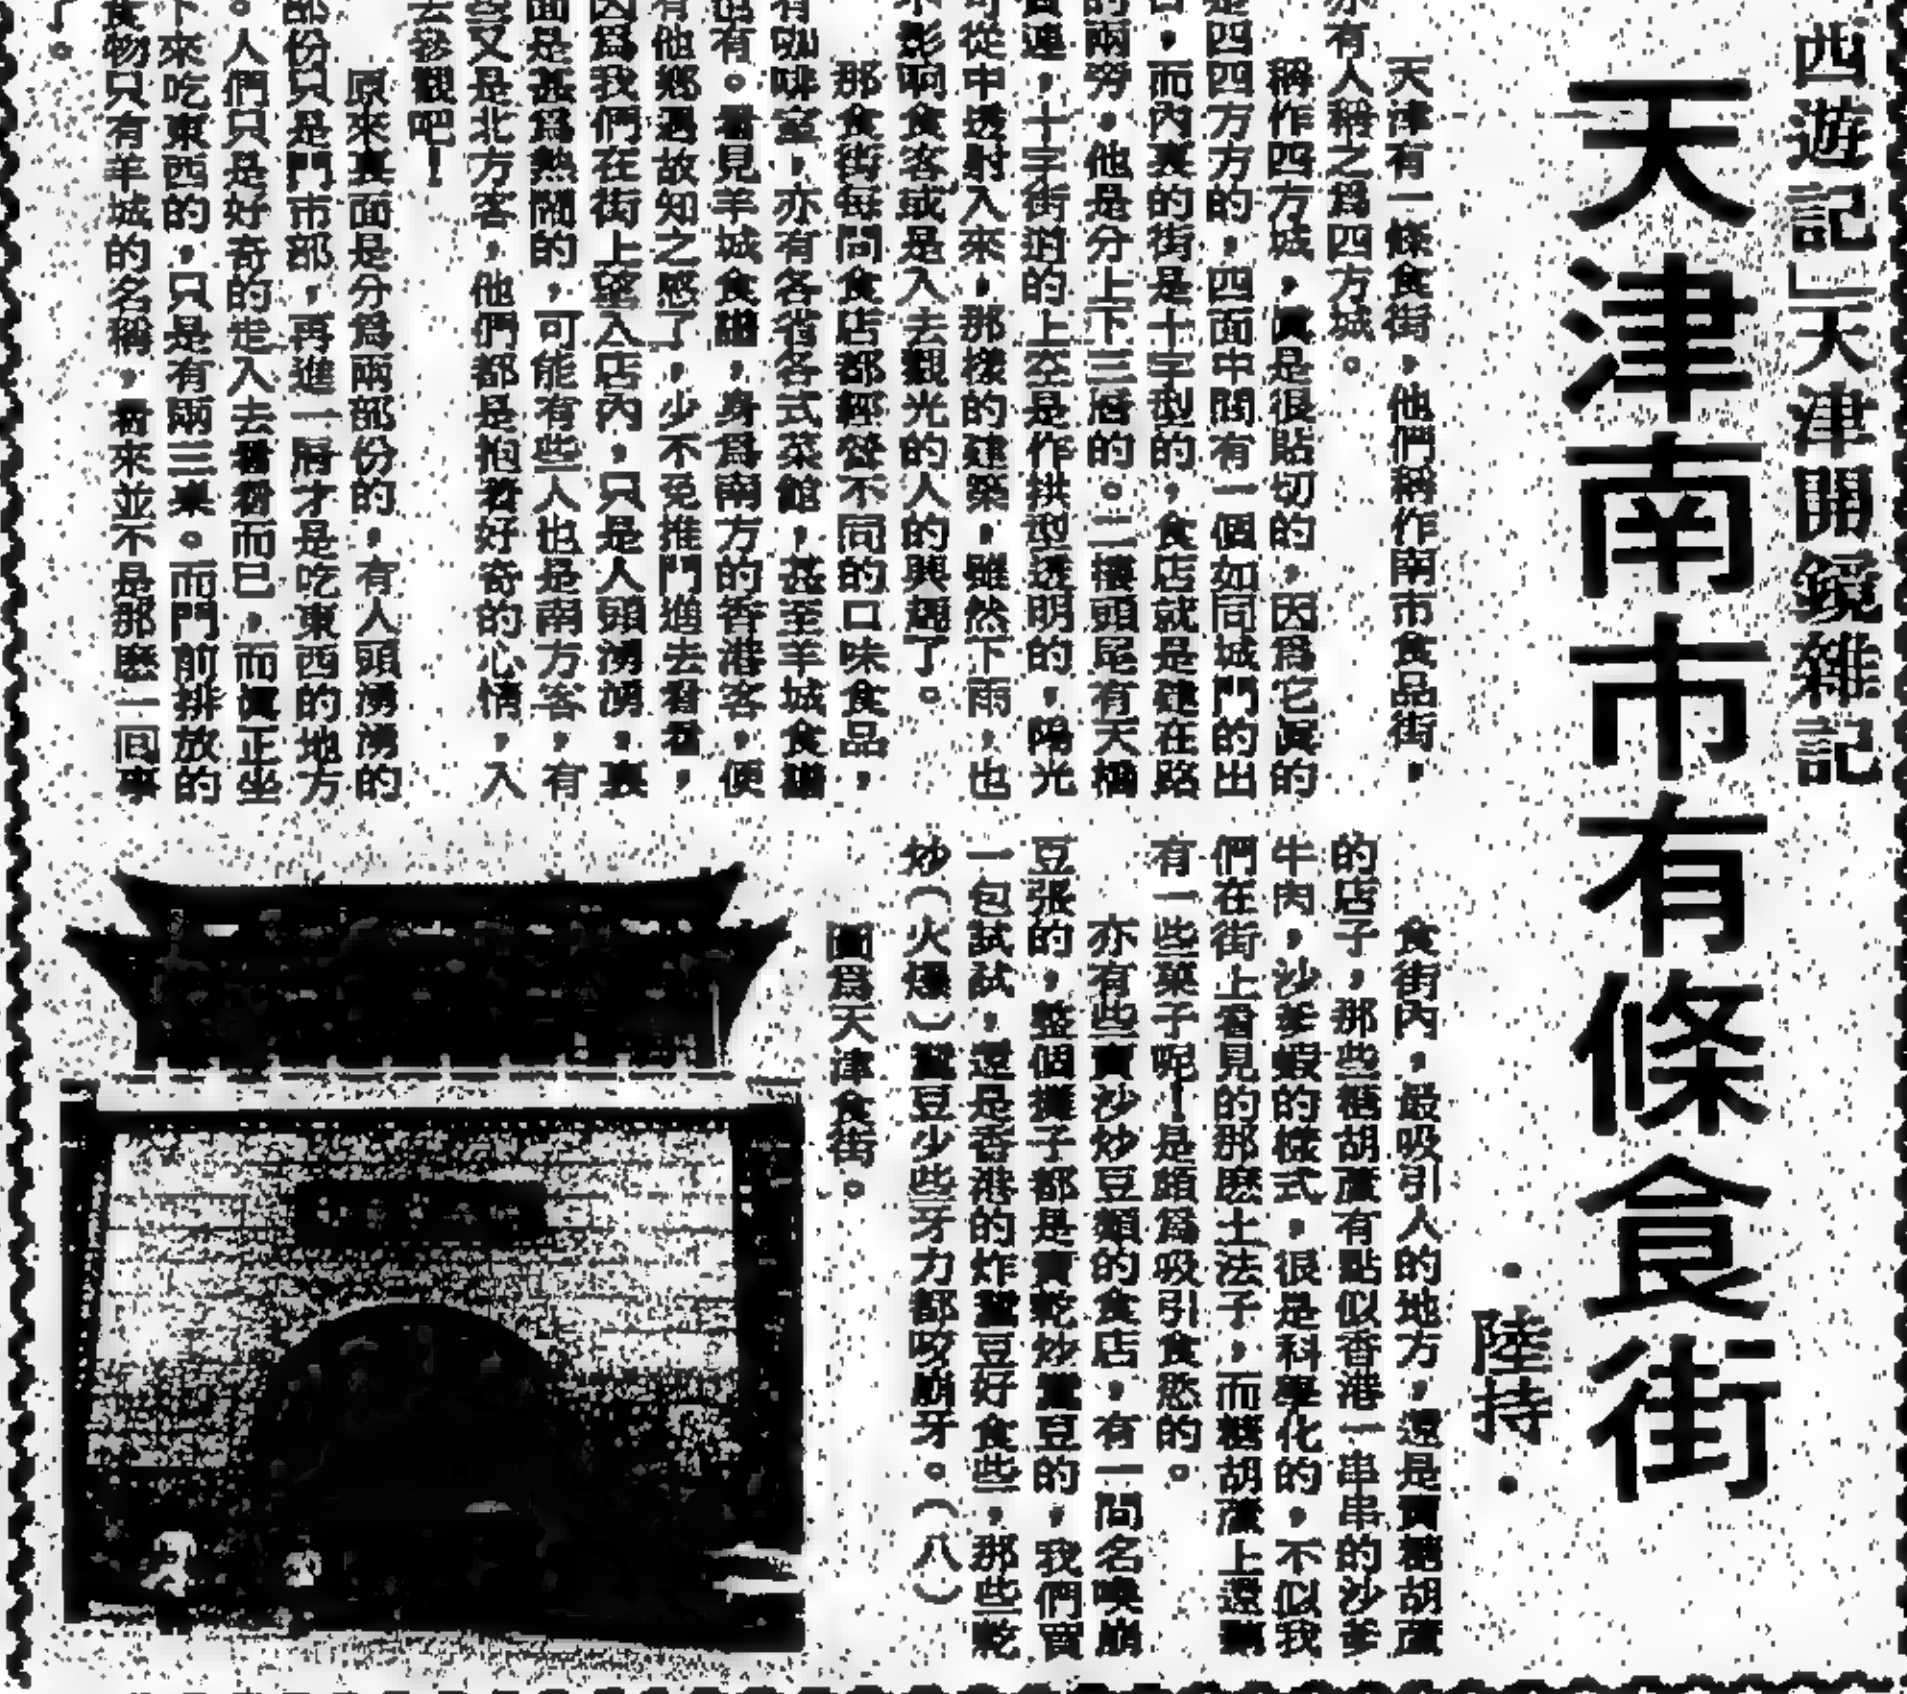 西遊記」天津開鏡雜記
天津南市有條食街
·陸持·
天津有一條食街，他們稱作南市食品街，
亦有人稱之爲四方城。
稱作四方城，眞是很貼切的，因爲它眞的
是四四方方的，四面中間有一個如同城門的出
口，而內裏的街是十字型的，食店就是建在路
的兩旁。他是分上下三層的。二樓頭尾有天橋
貫連，十字街道的上空是作拱型透明的，陽光
可從中透射入來，那樣的建築，雖然下雨，也
不影响食客或是入去觀光的人的興趣了。
那食街每間食店都經營不同的口味食品，
有咖啡室，亦有各省各式菜館，甚至羊城食
也有。看見羊城食，身爲南方的香港客，便
有他鄉遇故知之感了，少不免推門進去看看，
因爲我們在街上望入店內，只是人頭湧湧，裏
面是甚爲熱鬧的，可能有些人也是南方客，有
些又是北方客，他們都是抱着好奇的心情，入
去參觀吧！
原來裏面是分爲兩部份的，有人頭湧湧的
部份只是門市部，再進一層才是吃東西的地方
。人們只是好奇的走入去看看而已，而眞正坐
下來吃東西的，只是有兩三桌。而門前排放的
食物只有羊城的名稱，看來並不是那麽一囘事
了。
食街內，最吸引人的地方，還是賣糖胡蘆
的店子，那些糖胡蘆有點似香港一串串的沙爹
牛肉，沙爹蝦的樣式，很是科學化的，不似我
們在街上看見的那麽土法子，而糖胡蘆上還
有一些菓子呢！是頗爲吸引食慾的。
亦有些賣沙炒豆類的食店，有一間名喚崩
豆張的，整個攤子都是賣乾炒蠶豆的，我們買
一包試試，還是香港的炸蠶豆好食些，那些乾
炒（火爆）蠶豆少些牙力都咬崩牙。（八）
圖爲天津食街。